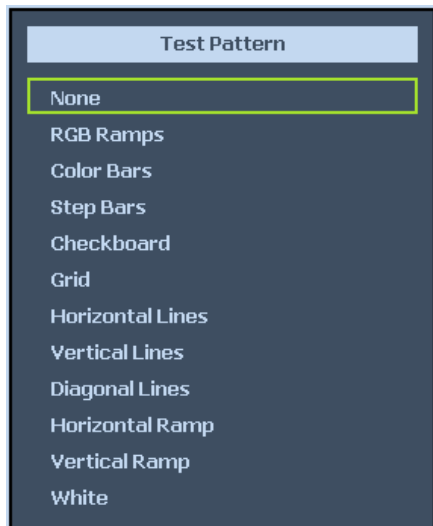 Test Pattern
None
RGB Ramps
Color Bars
Step Bars
Checkboard
Grid
Horizontal Lines
Vertical Lines
Diagonal Lines
Horizontal Ramp
Vertical Ramp
White